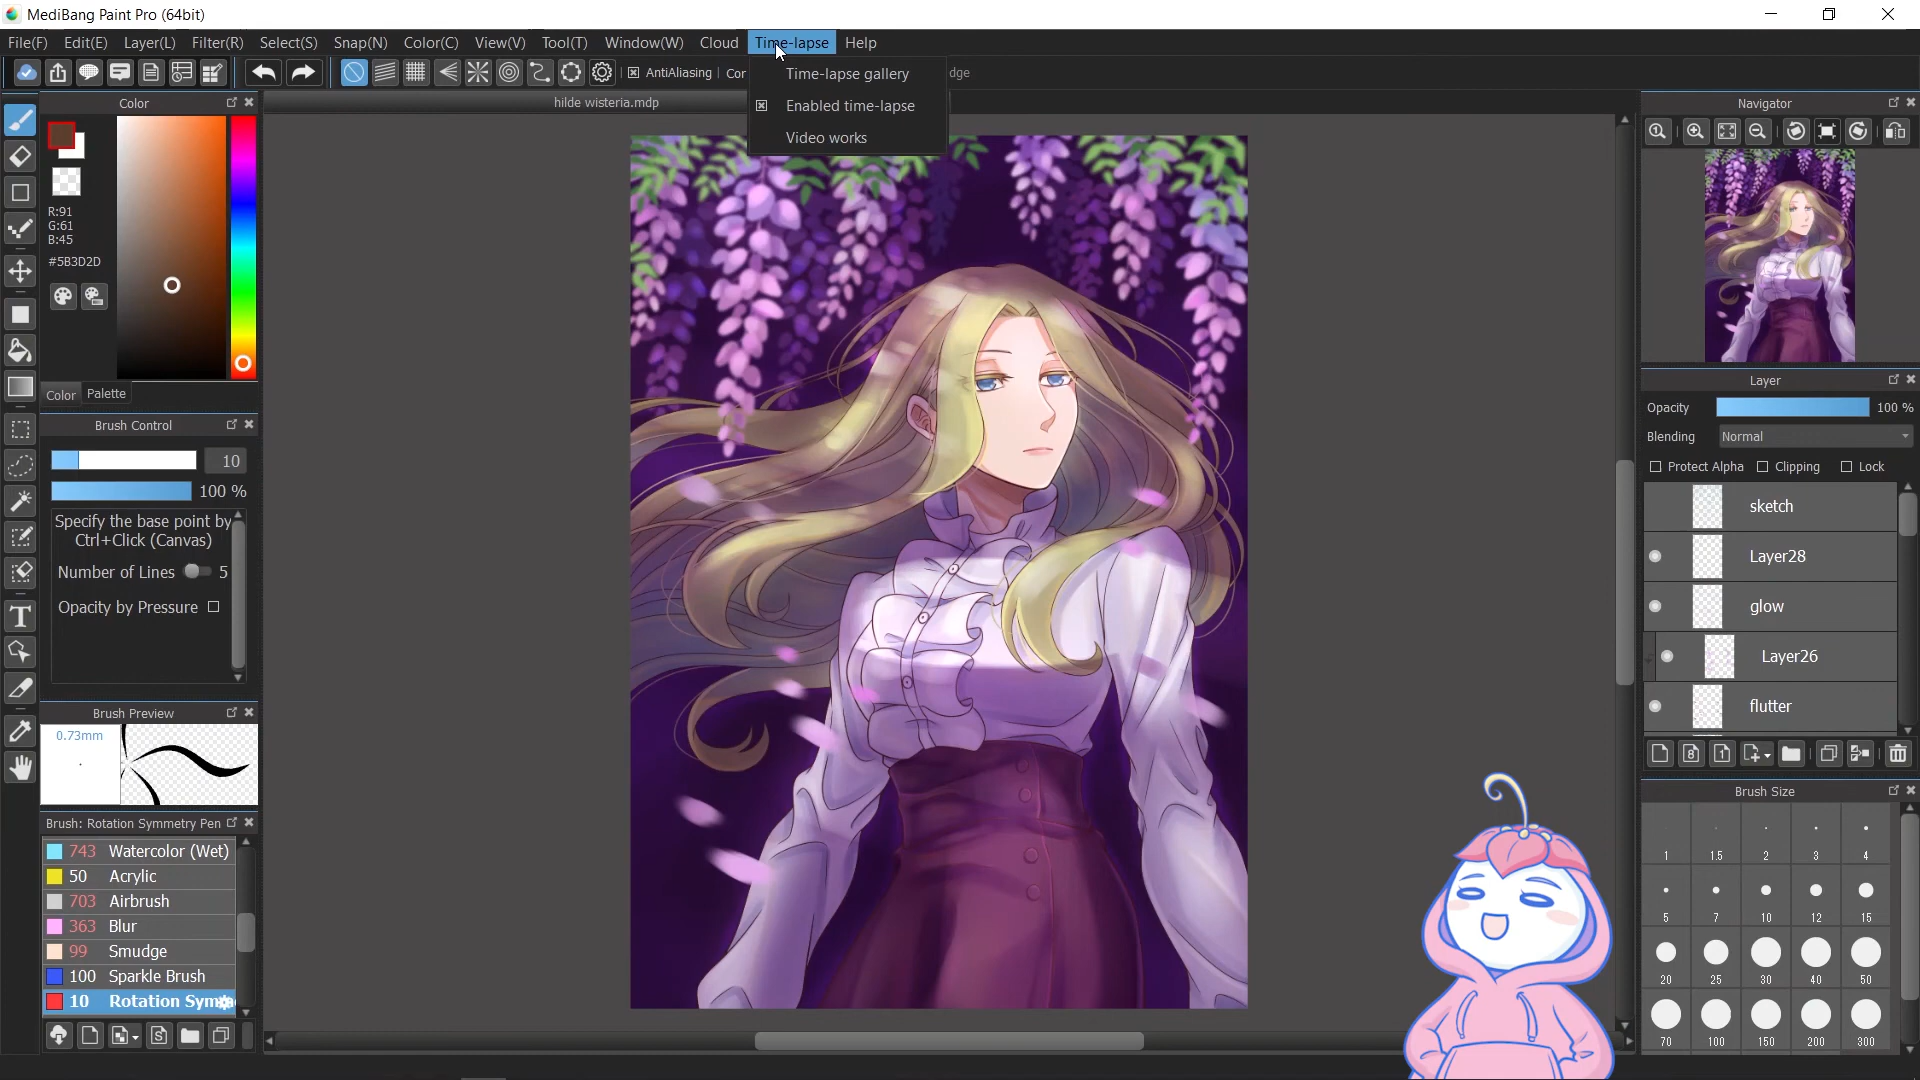 MediBang Paint Pro (64bit)
File(F) Edit(E) Layer(L) Filter(R) Select(S) Snap(N) Color(C) View(V) Tool(T) Window(W) Cloud Time-lapse Help
AntiAliasing Cor
dge
Time-lapse gallery
Enabled time-lapse
Video works
Color
hilde wisteria.mdp
R:91
G:61
B:45
#5B3D2D
Color Palette
Brush Control
10
100 %
Specify the base point by
Ctrl+Click (Canvas)
Number of Lines 5
Opacity by Pressure
Brush Preview
0.73mm
Brush: Rotation Symmetry Pen
743 Watercolor (Wet)
50 Acrylic
703 Airbrush
363 Blur
99 Smudge
100 Sparkle Brush
10 Rotation Symm
Navigator
Layer
Opacity 100 %
Blending Normal
Protect Alpha Clipping Lock
sketch
Layer28
glow
Layer26
flutter
Brush Size
1 1.5 2 3 4
5 7 10 12 15
20 25 30 40 50
70 100 150 200 300